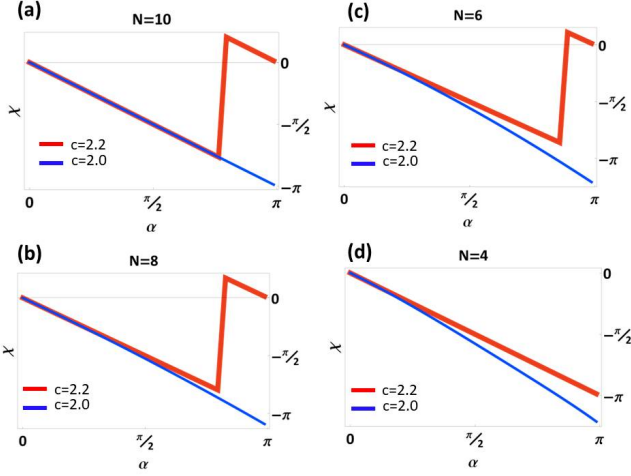 (a)
N=10
0
χ
−π/2
c=2.2
c=2.0
−π
0
π/2
π
α
(c)
N=6
0
χ
−π/2
c=2.2
c=2.0
−π
0
π/2
π
α
(b)
N=8
0
χ
−π/2
c=2.2
c=2.0
−π
0
π/2
π
α
(d)
N=4
0
χ
−π/2
c=2.2
c=2.0
−π
0
π/2
π
α